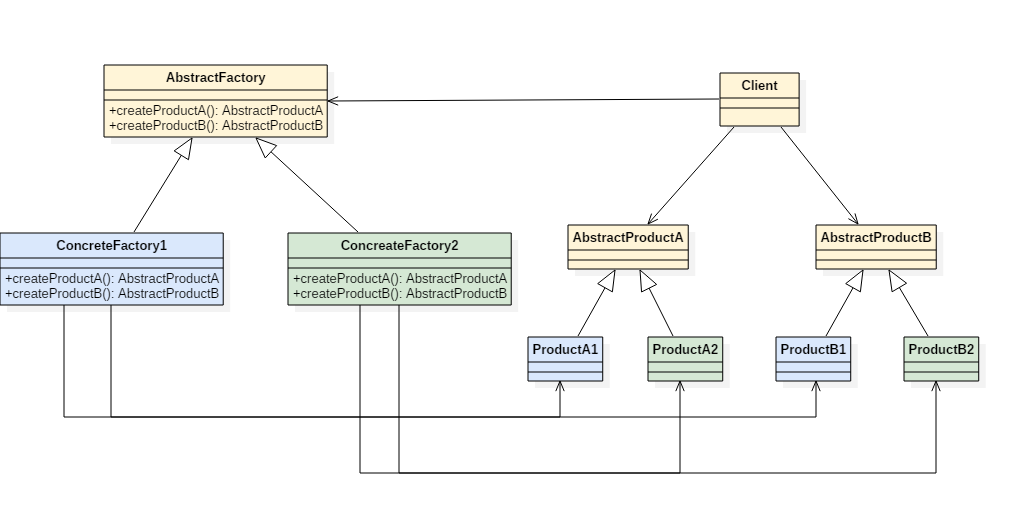 AbstractFactory
+createProductA(): AbstractProductA
+createProductB(): AbstractProductB
Client
ConcreteFactory1
+createProductA(): AbstractProductA
+createProductB(): AbstractProductB
ConcreateFactory2
+createProductA(): AbstractProductA
+createProductB(): AbstractProductB
AbstractProductA
AbstractProductB
ProductA1
ProductA2
ProductB1
ProductB2